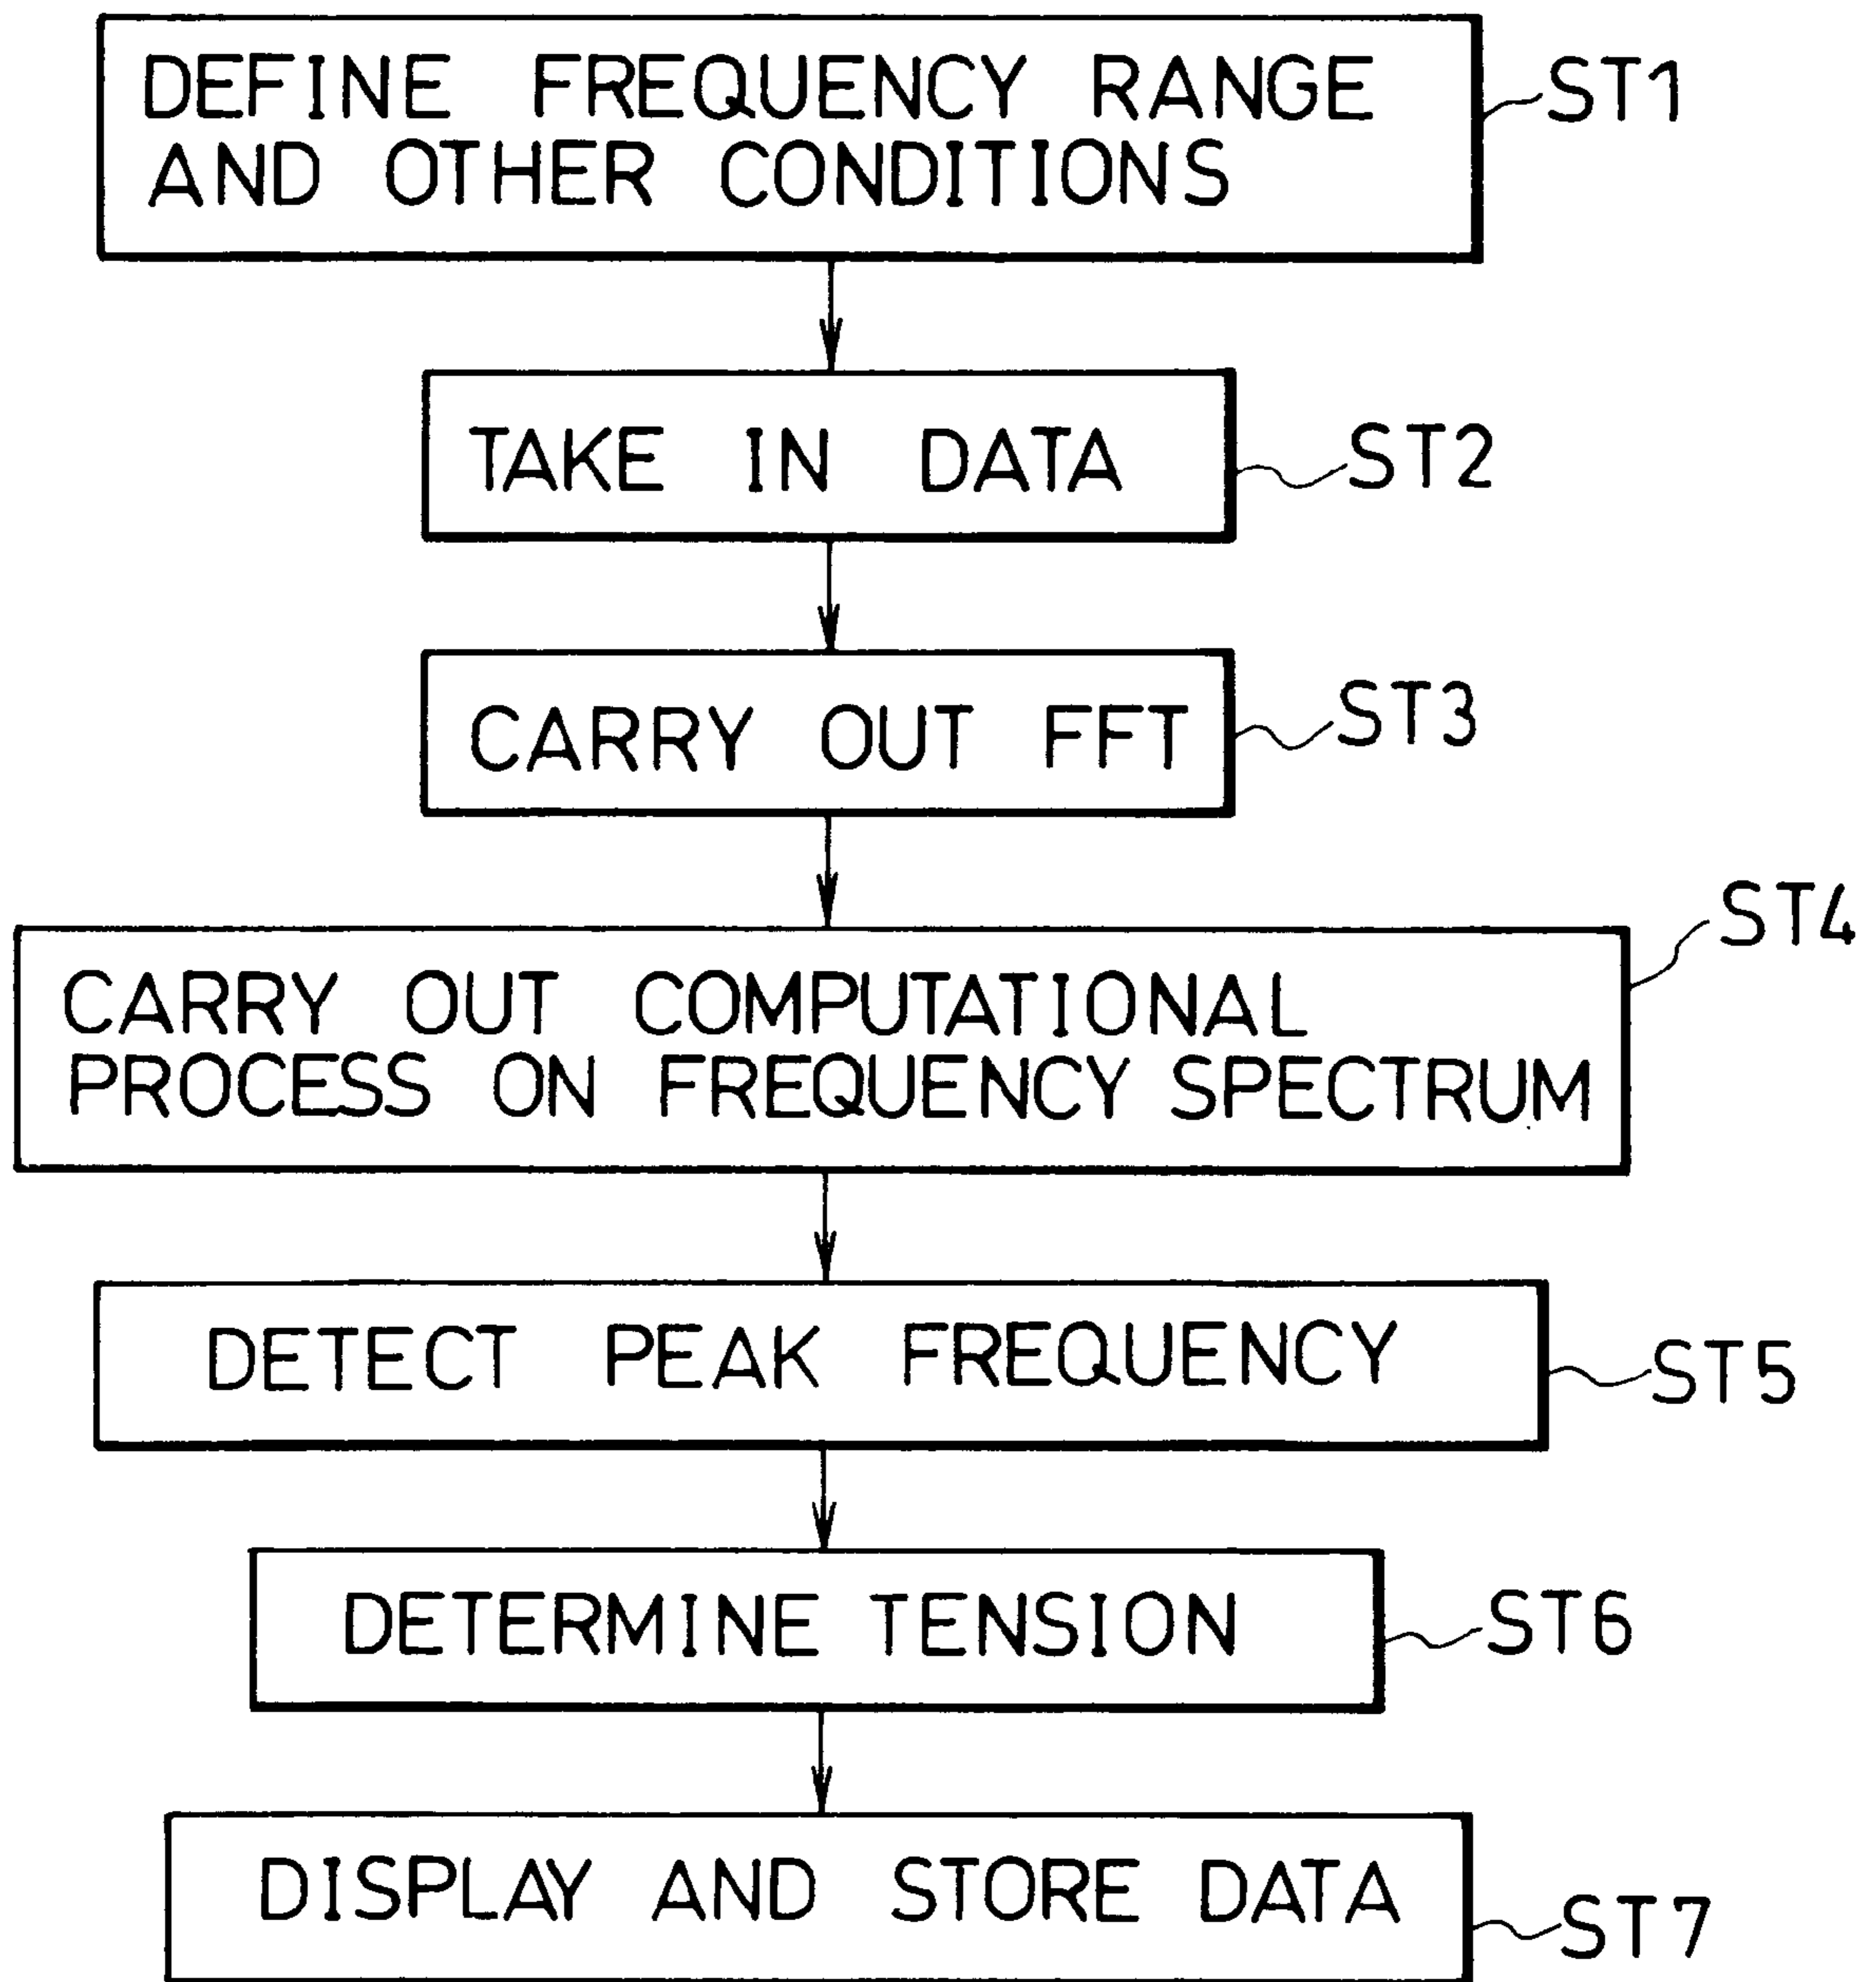 DEFINE FREQUENCY RANGE
AND OTHER CONDITIONS
ST1
TAKE IN DATA
ST2
CARRY OUT FFT
ST3
ST4
CARRY OUT COMPUTATIONAL
PROCESS ON FREQUENCY SPECTRUM
DETECT PEAK FREQUENCY
ST5
DETERMINE TENSION
ST6
DISPLAY AND STORE DATA
ST7